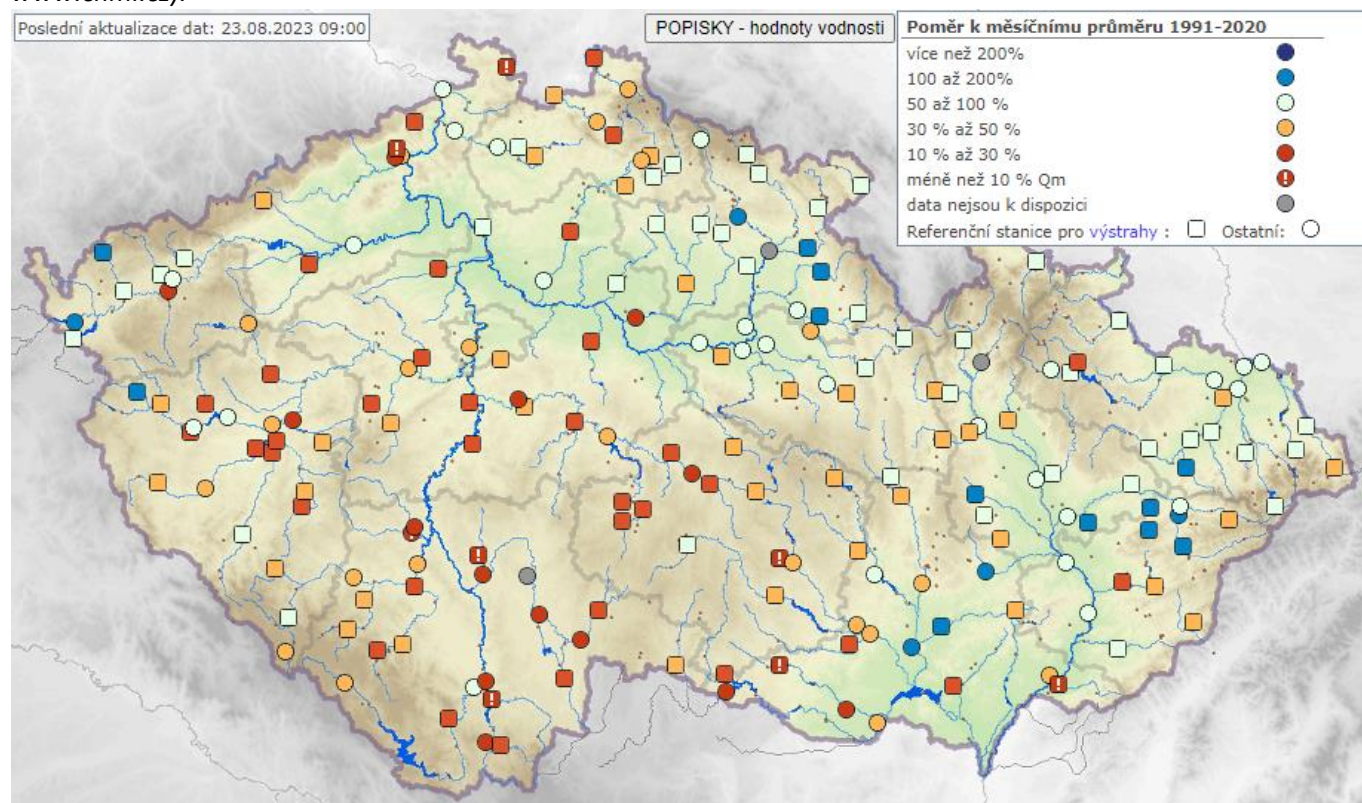 Poslední aktualizace dat: 23.08.2023 09:00
POPISKY - hodnoty vodnosti
Poměr k měsíčnímu průměru 1991-2020
více než 200%
100 až 200%
50 až 100 %
30 % až 50 %
10 % až 30 %
méně než 10 % Qm
data nejsou k dispozici
Referenční stanice pro výstrahy : Ostatní: